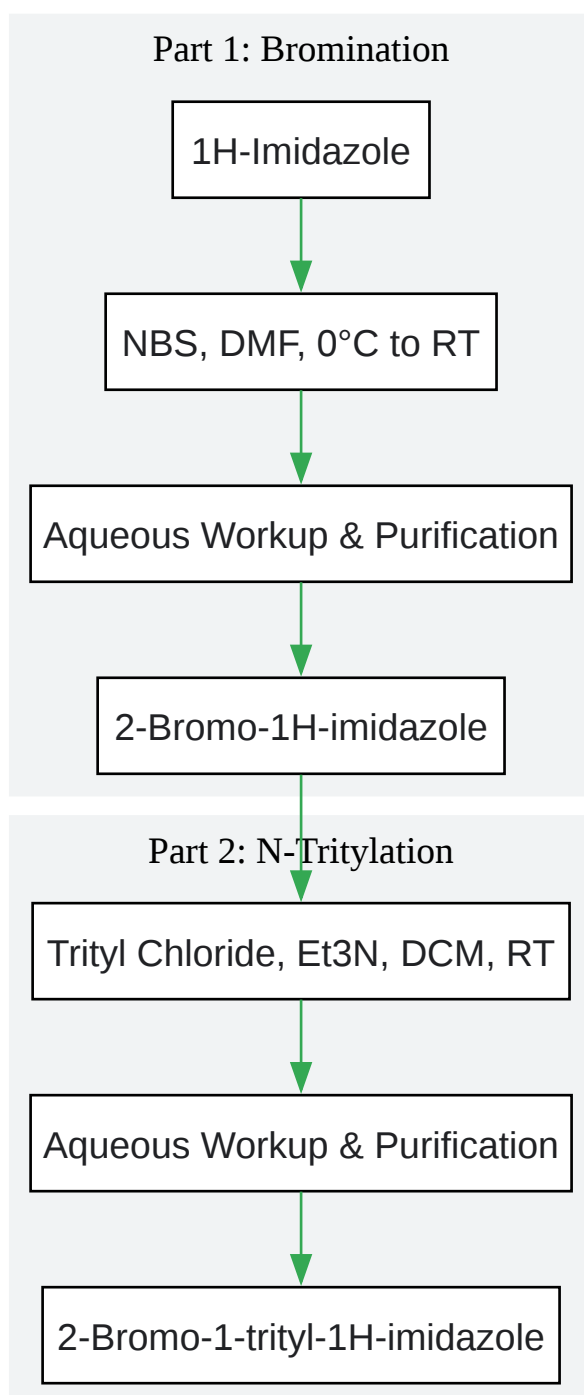 Part 1: Bromination
1H-Imidazole
NBS, DMF, 0°C to RT
Aqueous Workup & Purification
2-Bromo-1H-imidazole
Part 2: N-Tritylation
Trityl Chloride, Et3N, DCM, RT
Aqueous Workup & Purification
2-Bromo-1-trityl-1H-imidazole